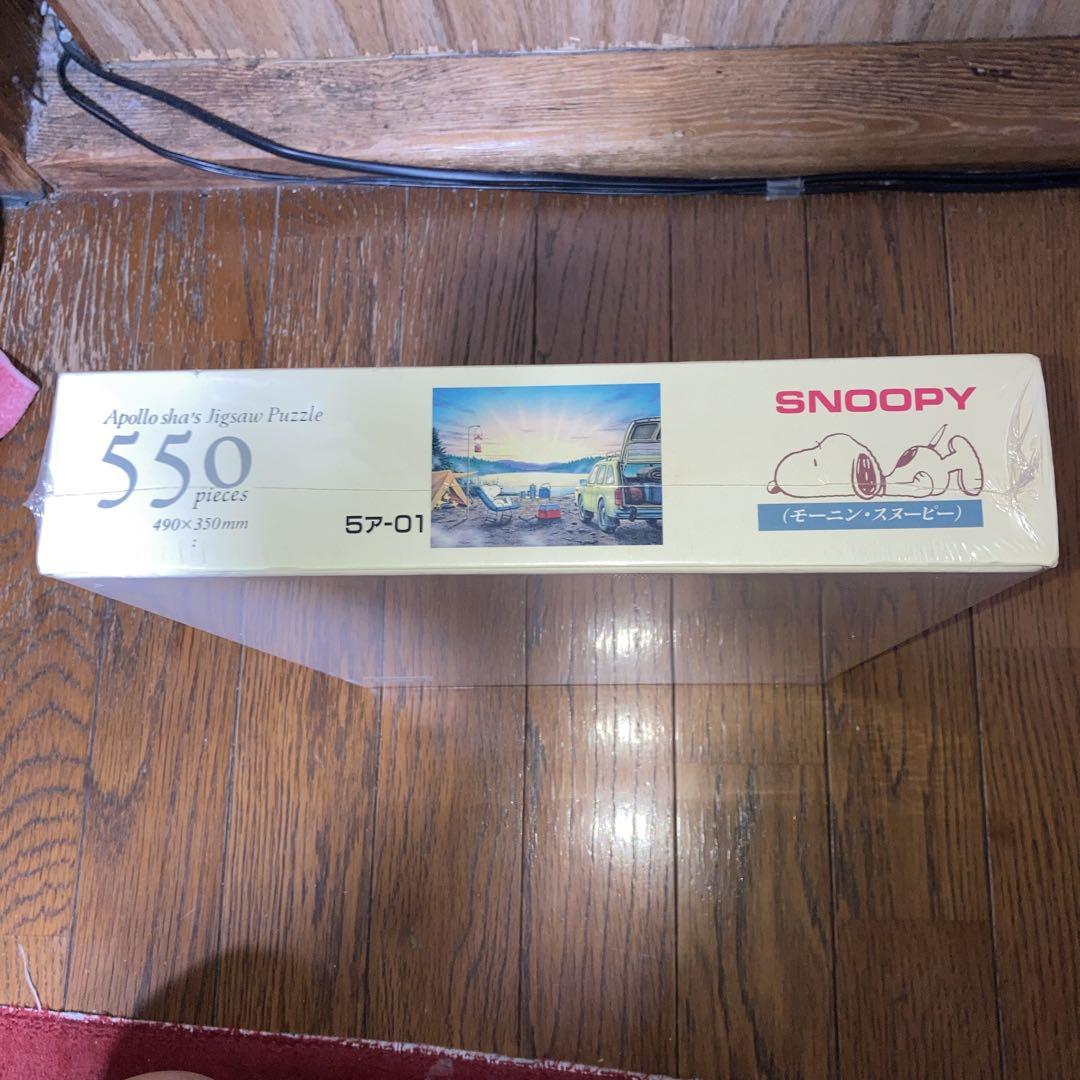 Apollo sha's Jigsaw Puzzle
550
pieces
490×350mm
5ア-01
SNOOPY
(モーニン・スヌーピー)